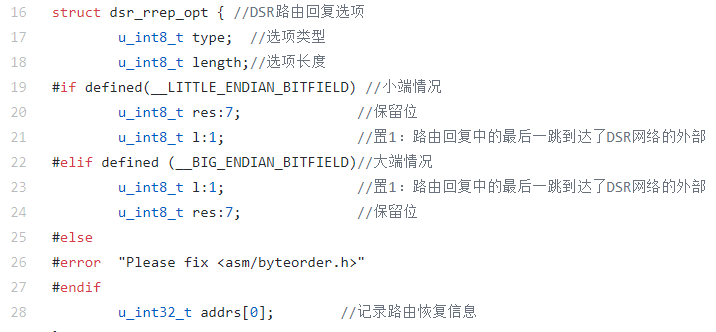 16 struct dsr_rrep_opt { //DSR路由回复选项
17 u_int8_t type; //选项类型
18 u_int8_t length;//选项长度
19 #if defined(__LITTLE_ENDIAN_BITFIELD) //小端情况
20 u_int8_t res:7; //保留位
21 u_int8_t l:1; //置1：路由回复中的最后一跳到达了DSR网络的外部
22 #elif defined (__BIG_ENDIAN_BITFIELD)//大端情况
23 u_int8_t l:1; //置1：路由回复中的最后一跳到达了DSR网络的外部
24 u_int8_t res:7; //保留位
25 #else
26 #error "Please fix <asm/byteorder.h>"
27 #endif
28 u_int32_t addrs[0]; //记录路由恢复信息